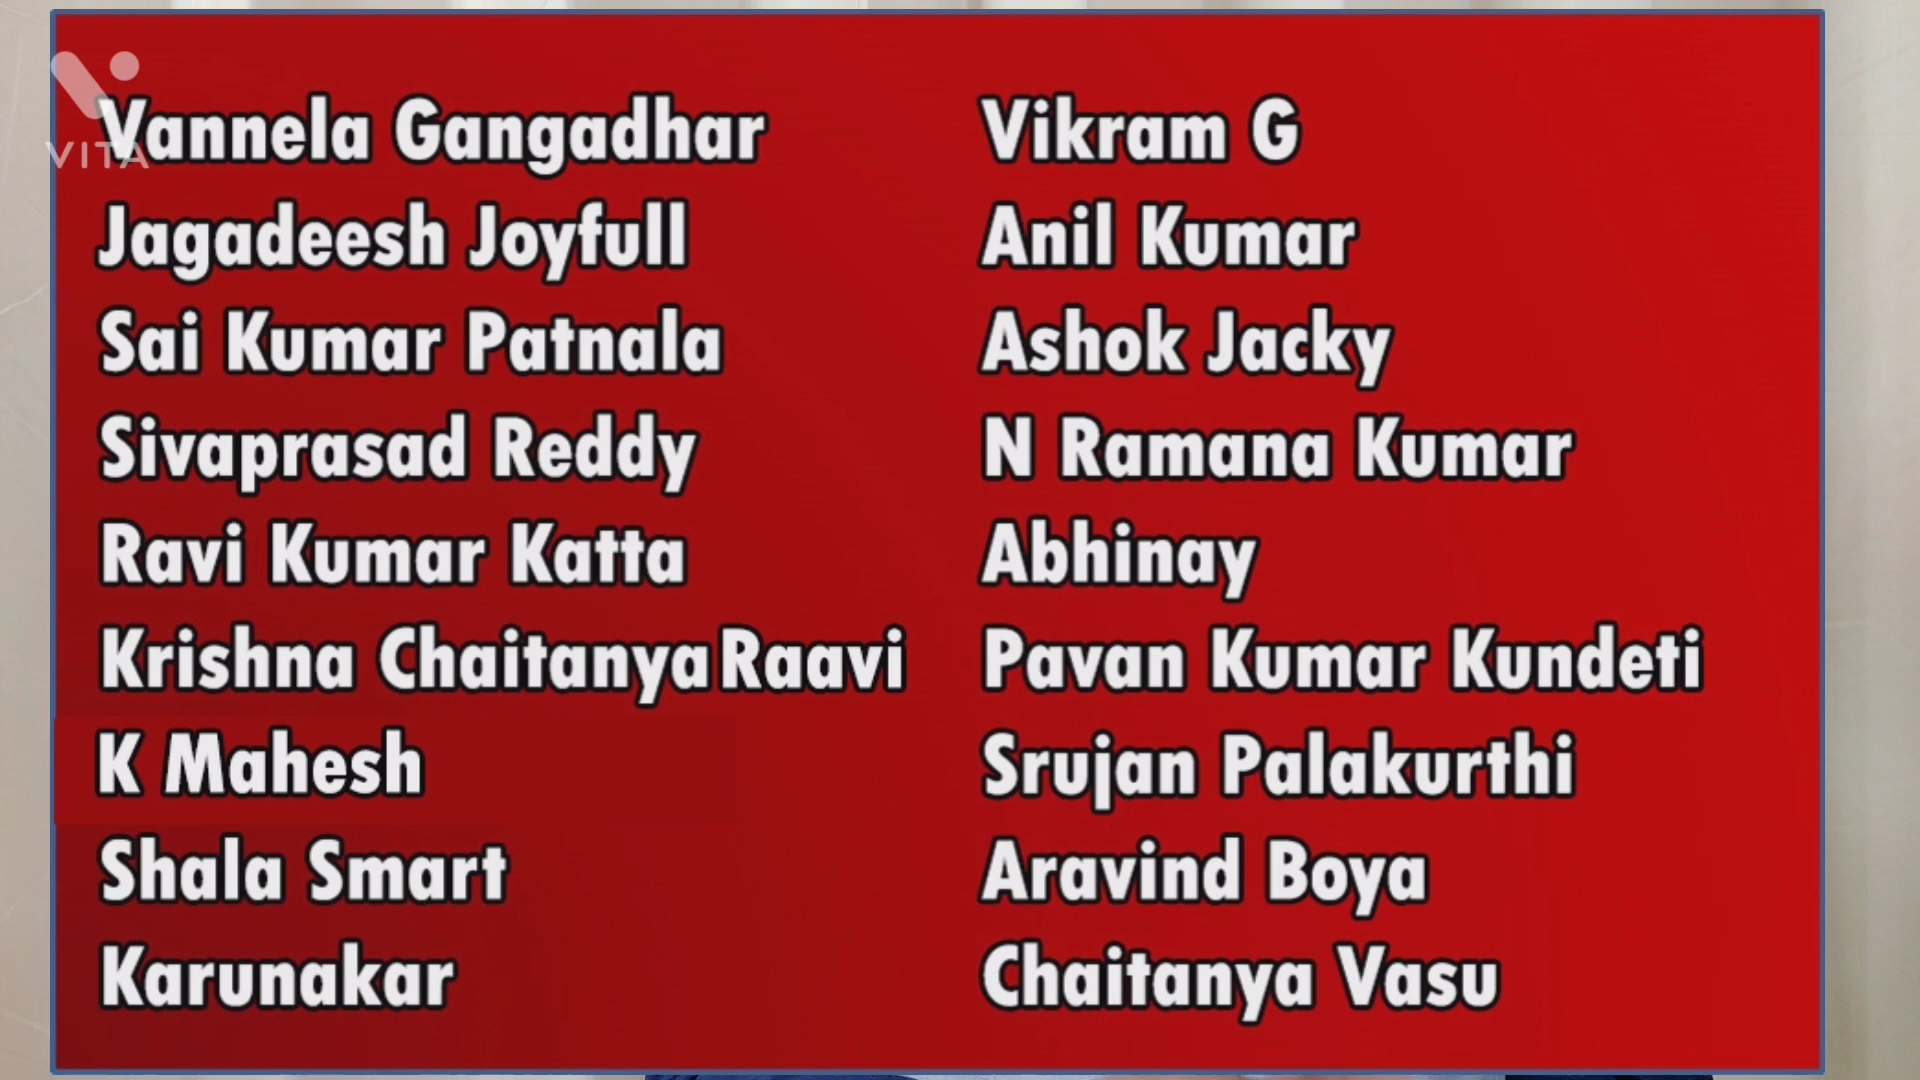 VITA
Vannela Gangadhar
Jagadeesh Joyfull
Sai Kumar Patnala
Sivaprasad Reddy
Ravi Kumar Katta
Krishna Chaitanya Raavi
K Mahesh
Shala Smart
Karunakar
Vikram G
Anil Kumar
Ashok Jacky
N Ramana Kumar
Abhinay
Pavan Kumar Kundeti
Srujan Palakurthi
Aravind Boya
Chaitanya Vasu